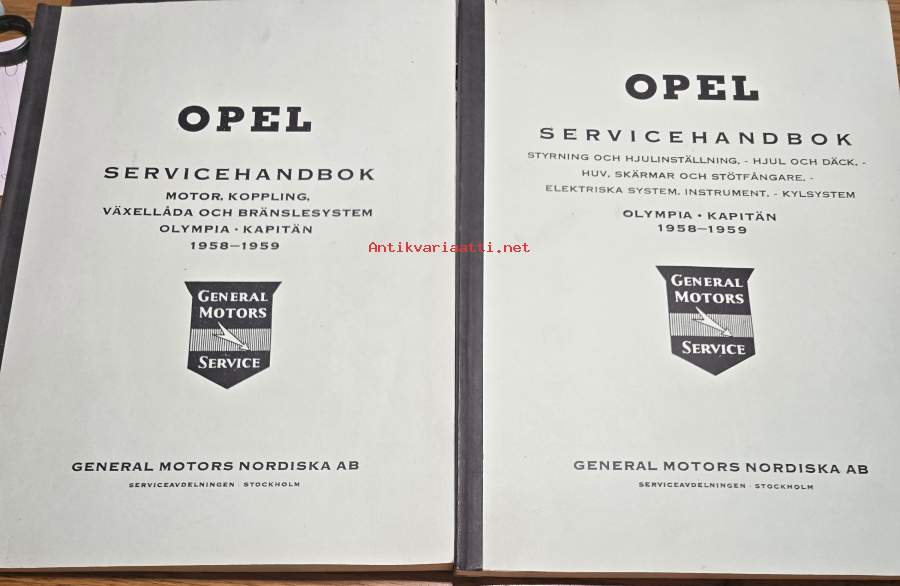 OPEL
SERVICEHANDBOK
MOTOR, KOPPLING,
VÄXELLÅDA OCH BRÄNSLESYSTEM
OLYMPIA · KAPITÄN
1958—1959
GENERAL
MOTORS
SERVICE
GENERAL MOTORS NORDISKA AB
SERVICEAVDELNINGEN · STOCKHOLM
OPEL
SERVICEHANDBOK
STYRNING OCH HJULINSTÄLLNING, - HJUL OCH DÄCK, -
HUV, SKÄRMAR OCH STÖTFÅNGARE, -
ELEKTRISKA SYSTEM, INSTRUMENT, - KYLSYSTEM
OLYMPIA · KAPITÄN
1958—1959
GENERAL
MOTORS
SERVICE
GENERAL MOTORS NORDISKA AB
SERVICEAVDELNINGEN · STOCKHOLM
Antikvariaatti.net